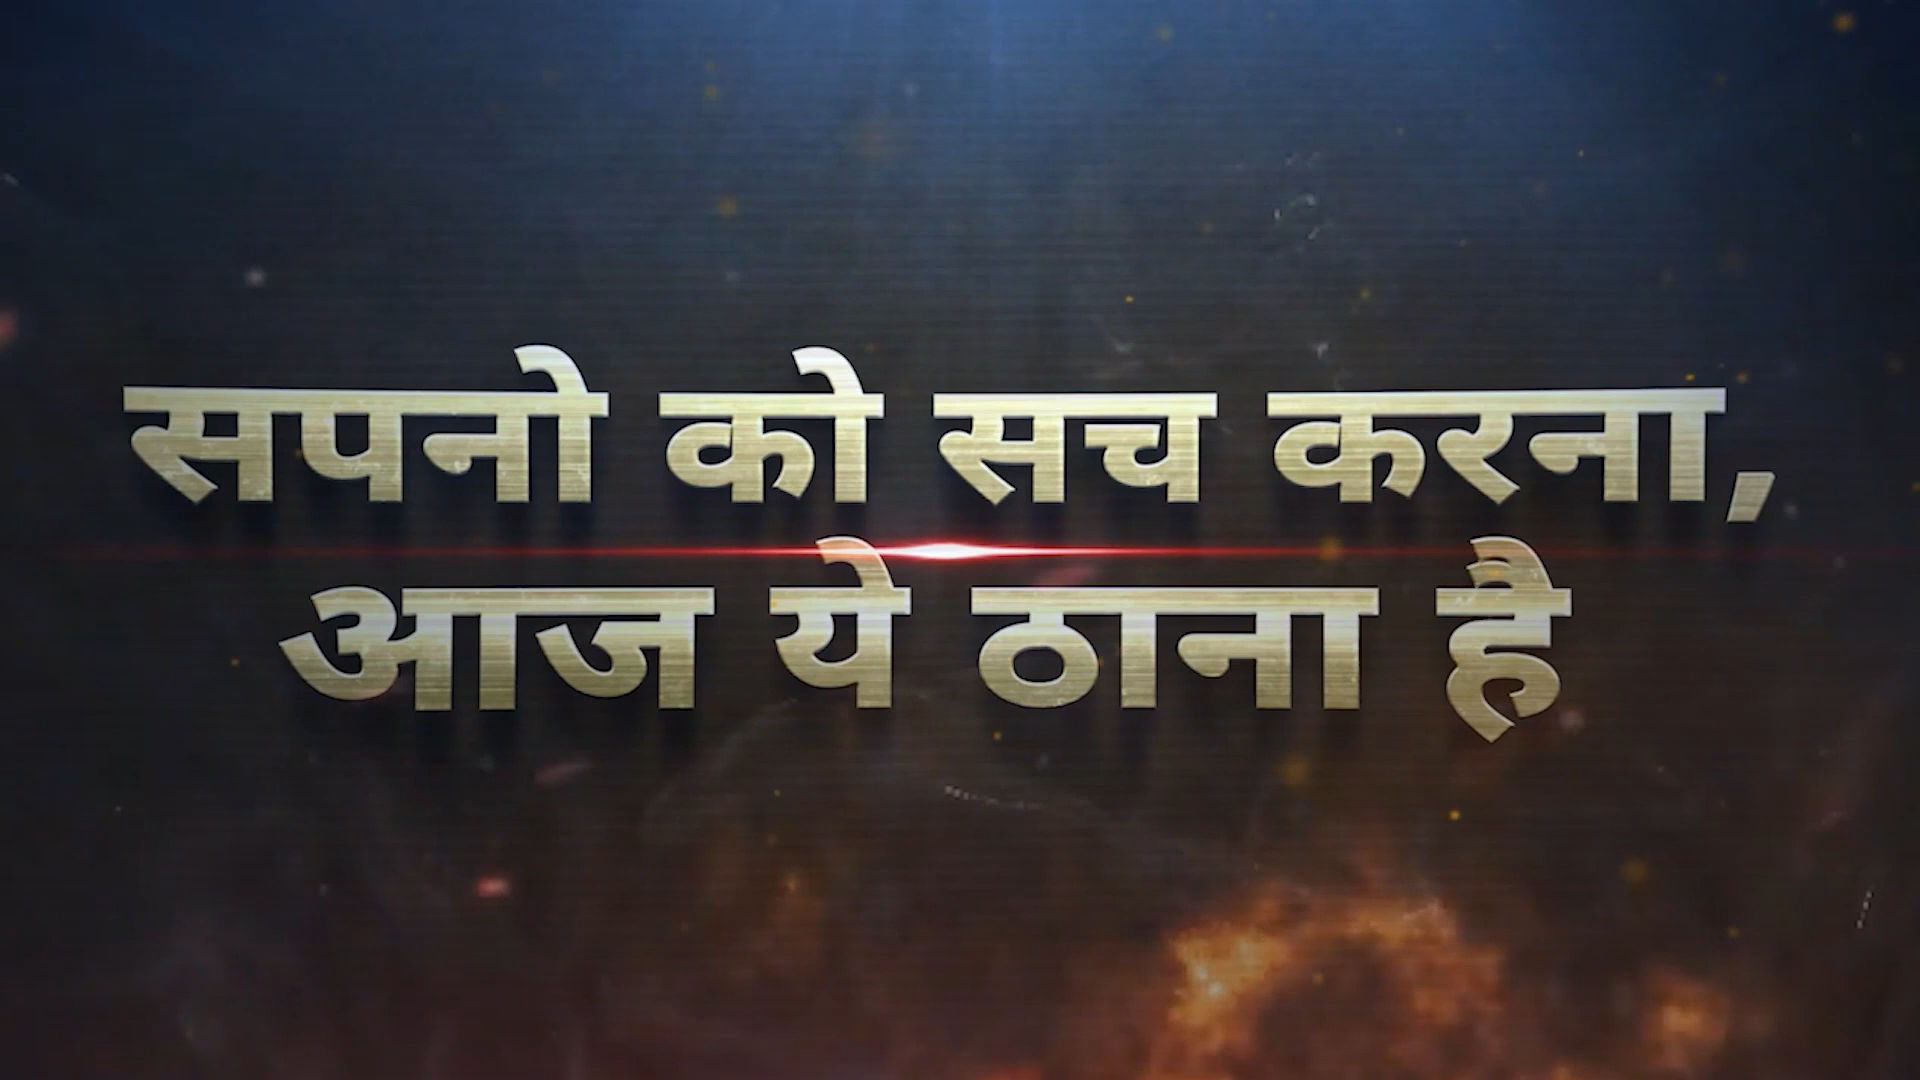 सपनो को सच करना,
आज ये ठाना है